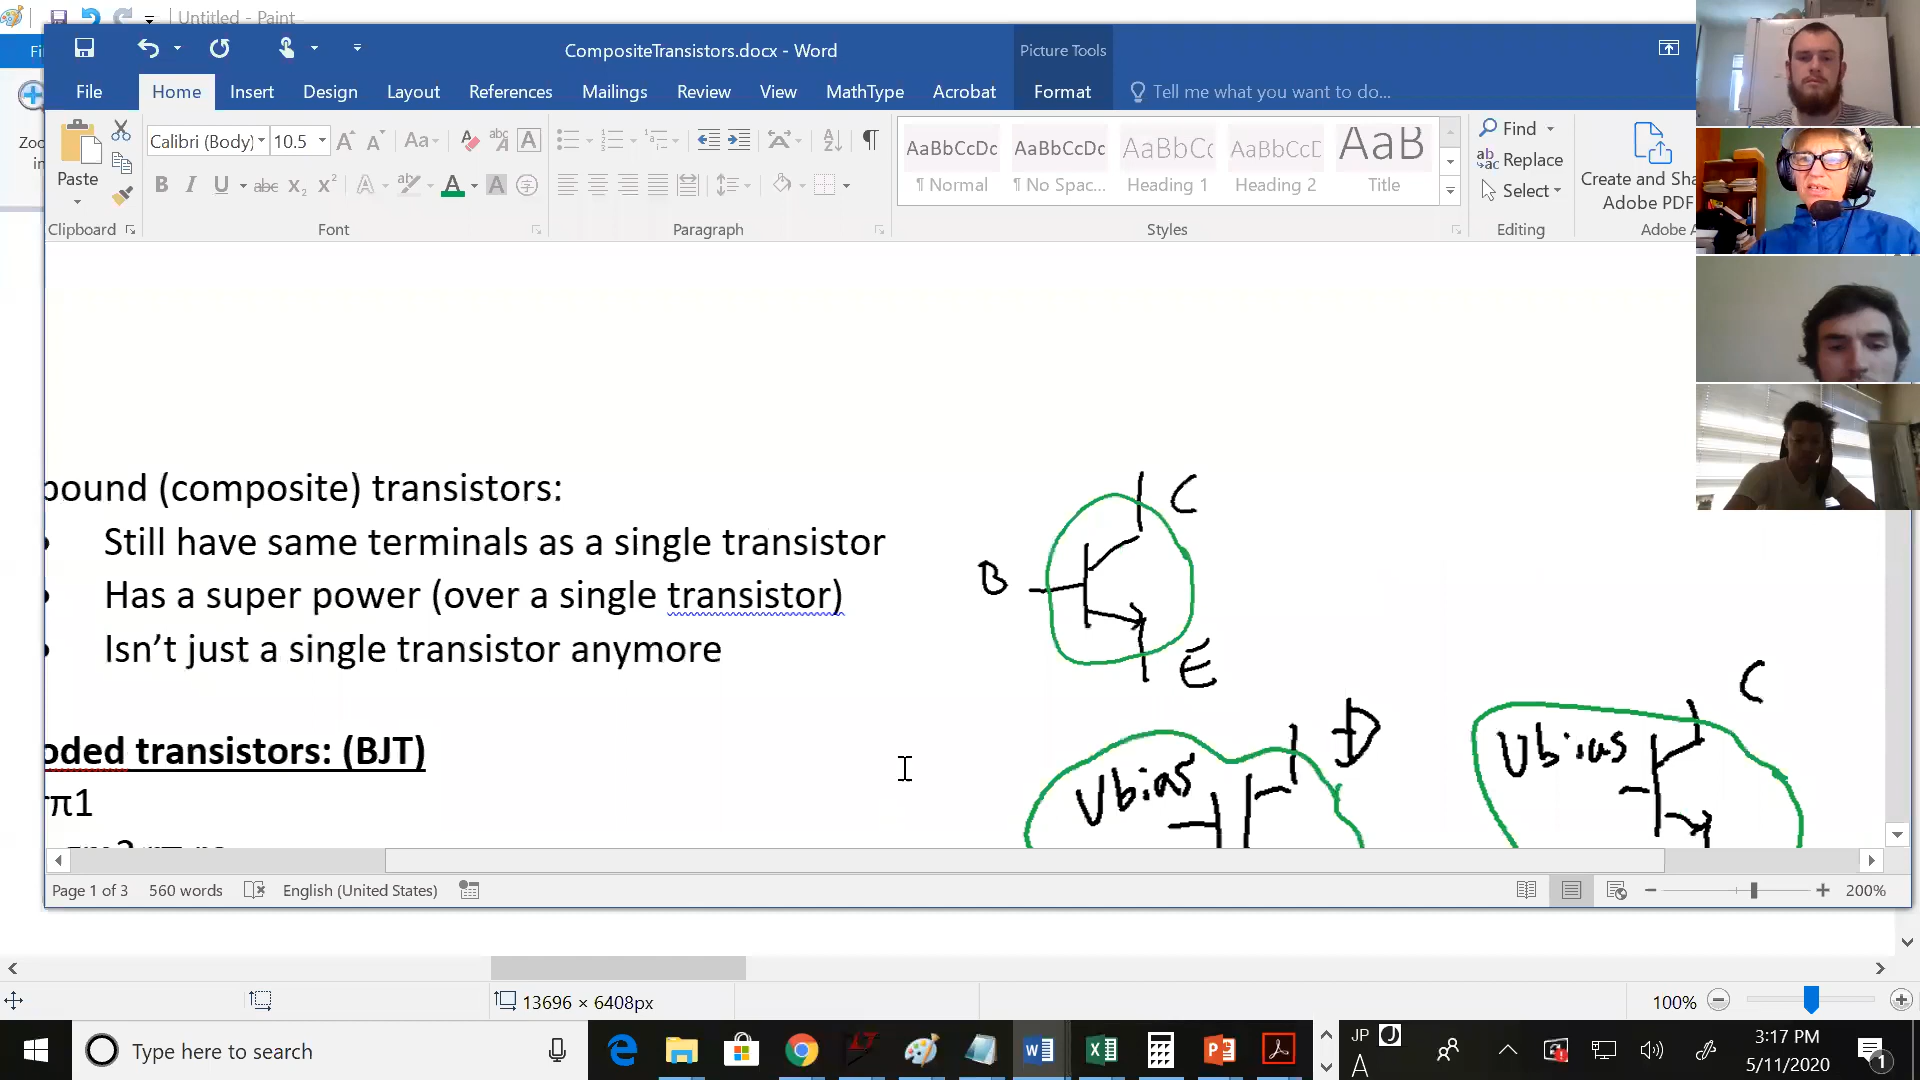 Untitled - Paint
CompositeTransistors.docx - Word
Picture Tools
File Home Insert Design Layout References Mailings Review View MathType Acrobat Format Tell me what you want to do...
Paste
Calibri (Body) 10.5
Clipboard Font Paragraph Styles Editing
AaBbCcDc AaBbCcDc AaBbCc AaBbCcD AaB
¶ Normal ¶ No Spac... Heading 1 Heading 2 Title
Find
Replace
Select
Create and Sha
Adobe PDF
Adobe A
Zoo
in
Fi
pound (composite) transistors:
• Still have same terminals as a single transistor
• Has a super power (over a single transistor)
• Isn't just a single transistor anymore
oded transistors: (BJT)
rπ1
B
C
E
Vbias
D
Vbias
C
Page 1 of 3 560 words English (United States) 200%
13696 × 6408px 100%
Type here to search
JP
A
3:17 PM
5/11/2020
1